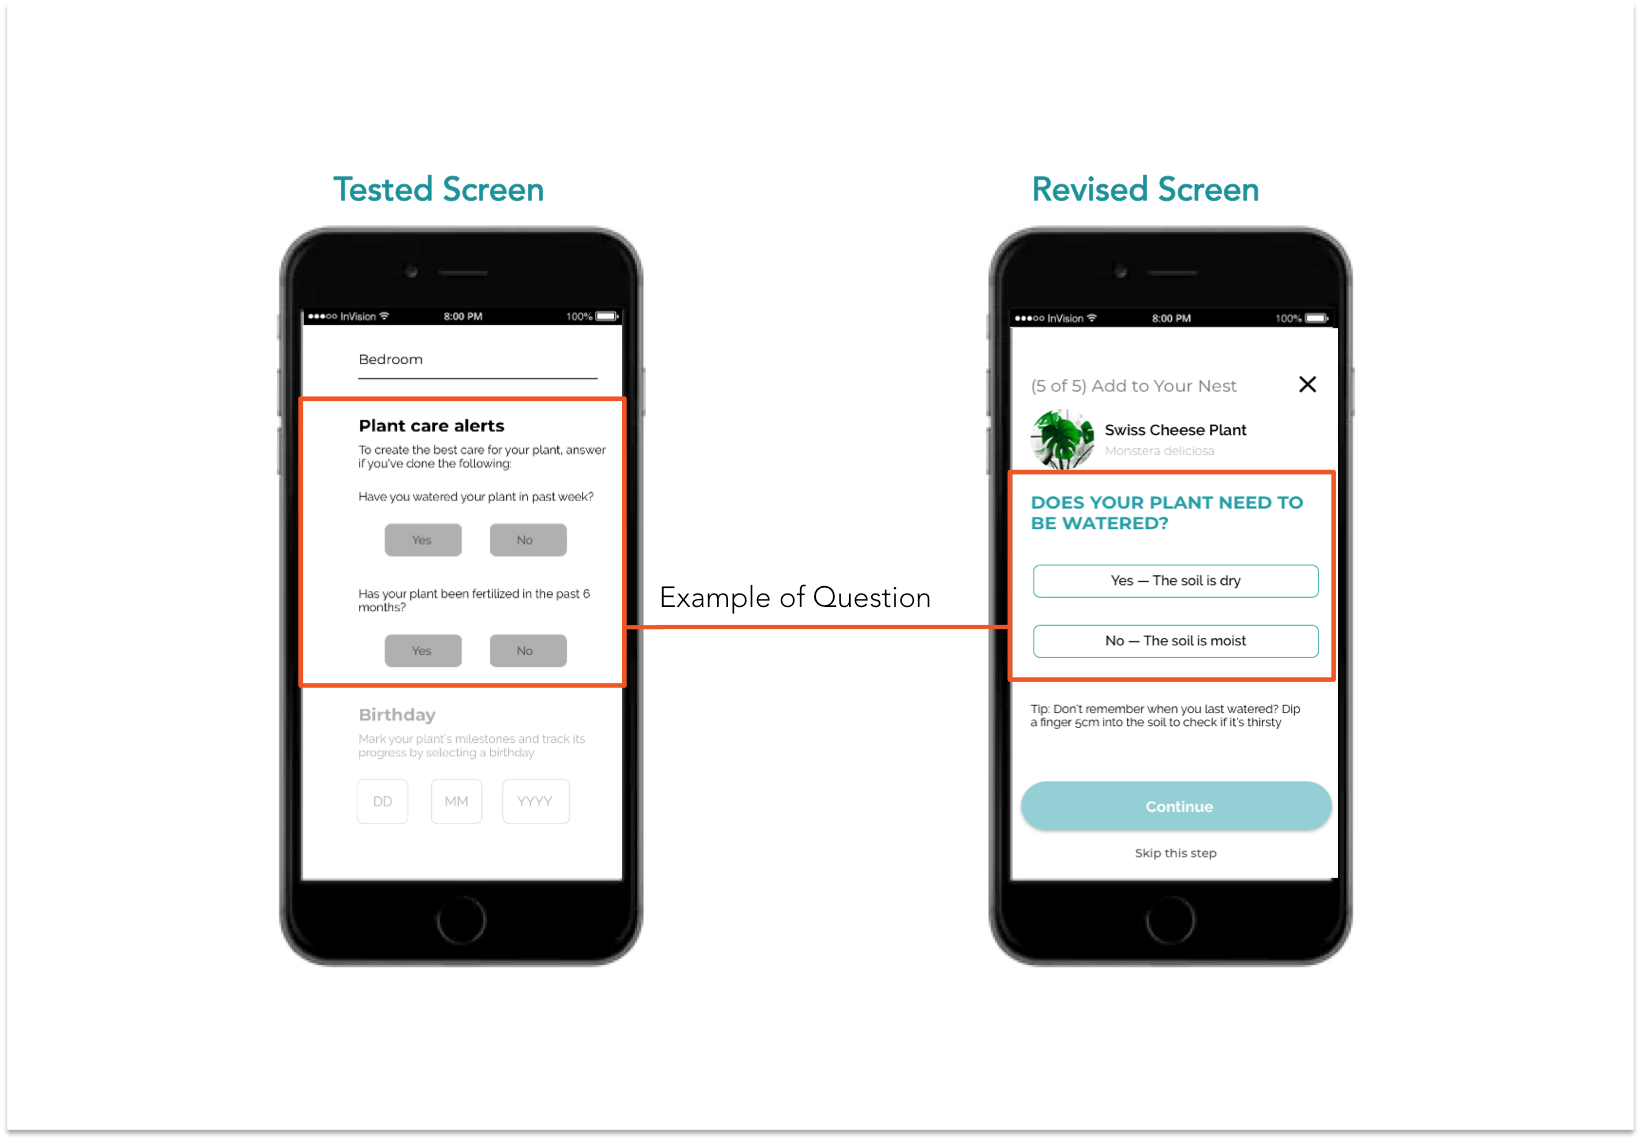 Tested Screen
InVision 8:00 PM 100%
Bedroom
Plant care alerts
To create the best care for your plant, answer
if you've done the following:
Have you watered your plant in past week?
Yes No
Has your plant been fertilized in the past 6
months?
Yes No
Birthday
Mark your plant's milestones and track its
progress by selecting a birthday
DD MM YYYY
Example of Question
Revised Screen
InVision 8:00 PM 100%
(5 of 5) Add to Your Nest
Swiss Cheese Plant
Monstera deliciosa
DOES YOUR PLANT NEED TO
BE WATERED?
Yes — The soil is dry
No — The soil is moist
Tip: Don't remember when you last watered? Dip
a finger 5cm into the soil to check if it's thirsty
Continue
Skip this step